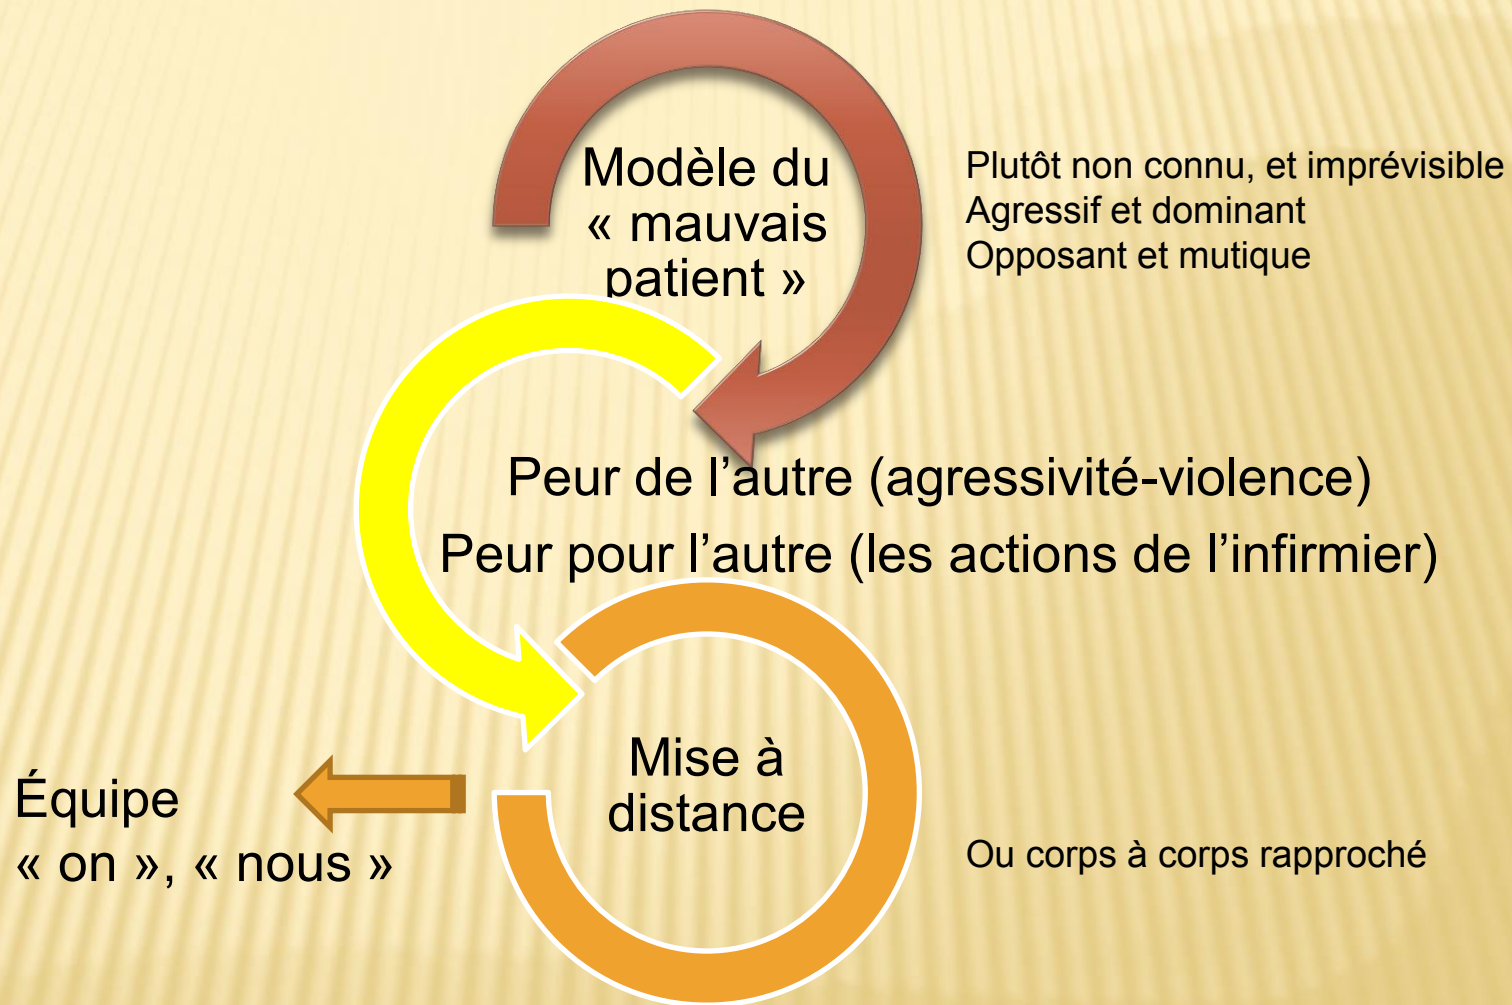 Modèle du
« mauvais
patient »
Plutôt non connu, et imprévisible
Agressif et dominant
Opposant et mutique
Peur de l’autre (agressivité-violence)
Peur pour l’autre (les actions de l’infirmier)
Mise à
distance
Équipe
« on », « nous »
Ou corps à corps rapproché